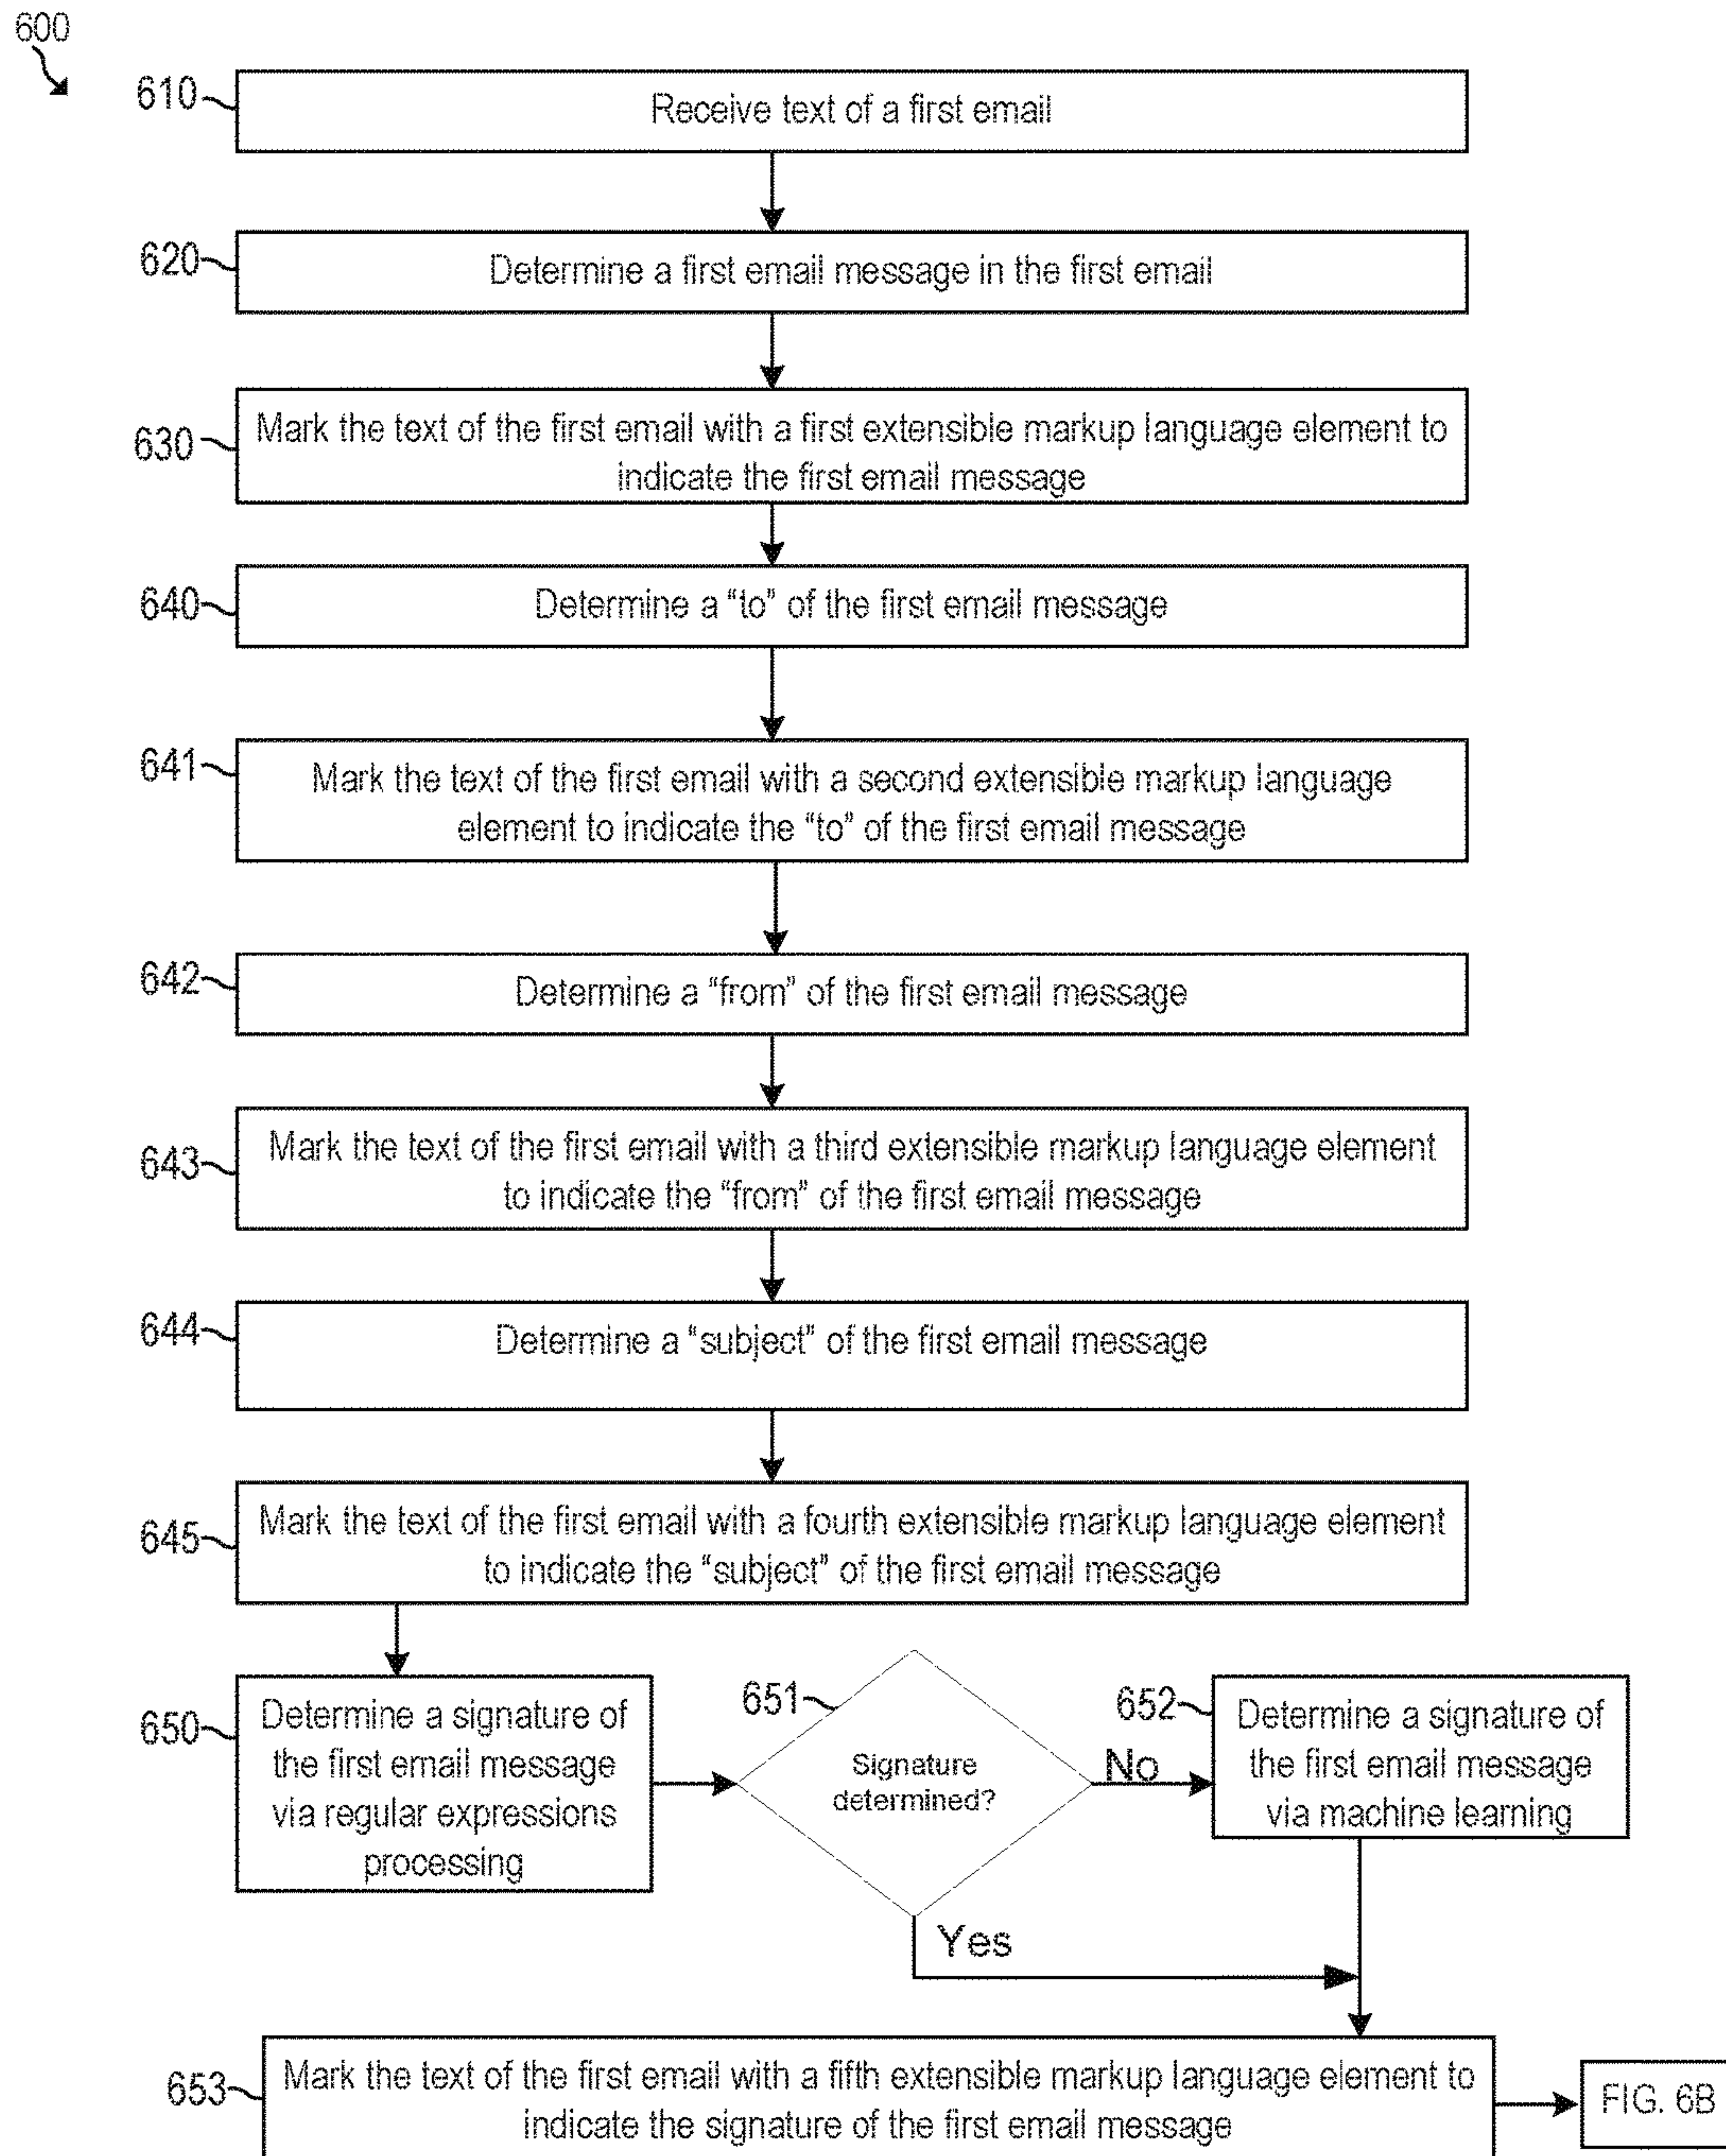 600
610
Receive text of a first email
620
Determine a first email message in the first email
630
Mark the text of the first email with a first extensible markup language element to
indicate the first email message
640
Determine a “to” of the first email message
641
Mark the text of the first email with a second extensible markup language
element to indicate the “to” of the first email message
642
Determine a “from” of the first email message
643
Mark the text of the first email with a third extensible markup language element
to indicate the “from” of the first email message
644
Determine a “subject” of the first email message
645
Mark the text of the first email with a fourth extensible markup language element
to indicate the “subject” of the first email message
650
Determine a signature of
the first email message
via regular expressions
processing
651
Signature
determined?
No
Yes
652
Determine a signature of
the first email message
via machine learning
653
Mark the text of the first email with a fifth extensible markup language element to
indicate the signature of the first email message
FIG. 6B